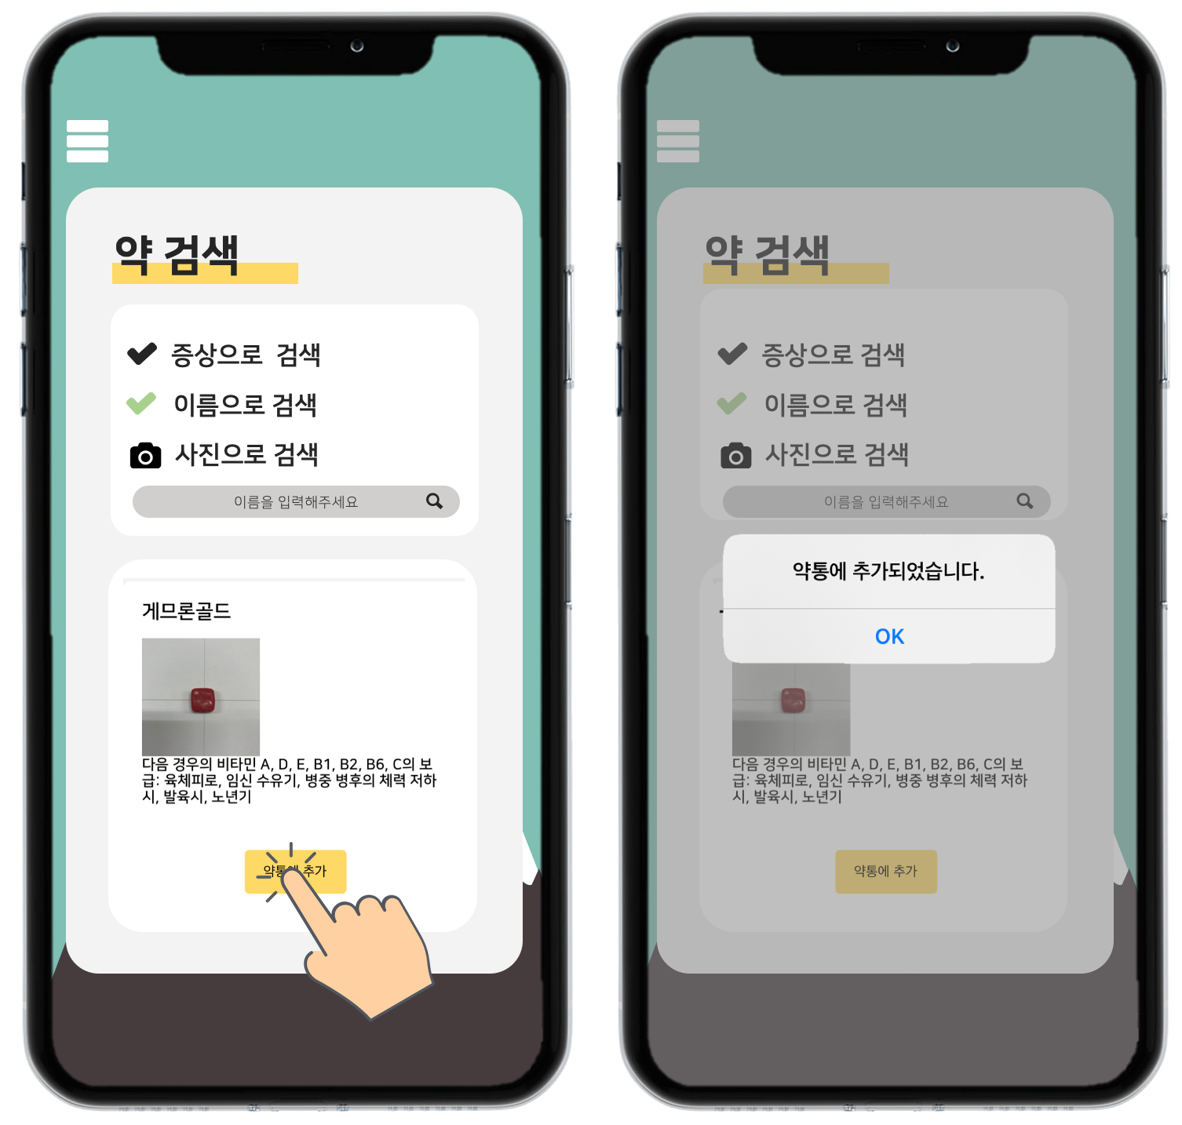 약 검색
증상으로 검색
이름으로 검색
사진으로 검색
이름을 입력해주세요
게므론골드
다음 경우의 비타민 A, D, E, B1, B2, B6, C의 보
급: 육체피로, 임신 수유기, 병중 병후의 체력 저하
시, 발육시, 노년기
약통에 추가
약 검색
증상으로 검색
이름으로 검색
사진으로 검색
이름을 입력해주세요
약통에 추가되었습니다.
OK
다음 경우의 비타민 A, D, E, B1, B2, B6, C의 보
급: 육체피로, 임신 수유기, 병중 병후의 체력 저하
시, 발육시, 노년기
약통에 추가